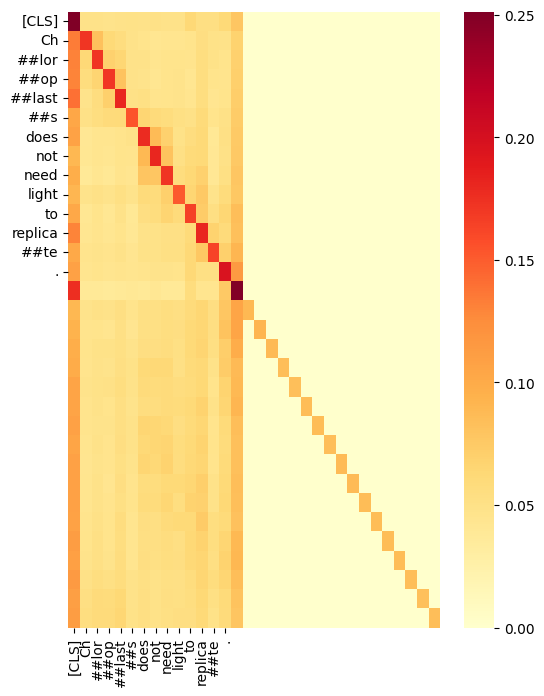 [CLS]
Ch
##lor
##op
##last
##s
does
not
need
light
to
replica
##te
.
0.25
0.20
0.15
0.10
0.05
0.00
[CLS]
Ch
##lor
##op
##last
##s
does
not
need
light
to
replica
##te
.